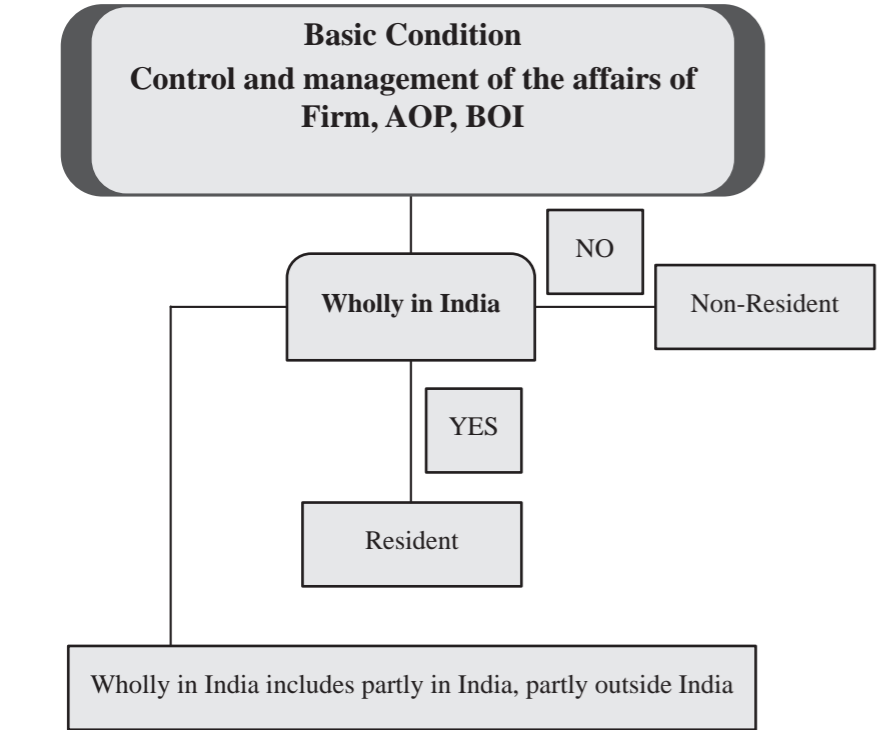 Basic Condition
Control and management of the affairs of
Firm, AOP, BOI
NO
Wholly in India
Non-Resident
YES
Resident
Wholly in India includes partly in India, partly outside India